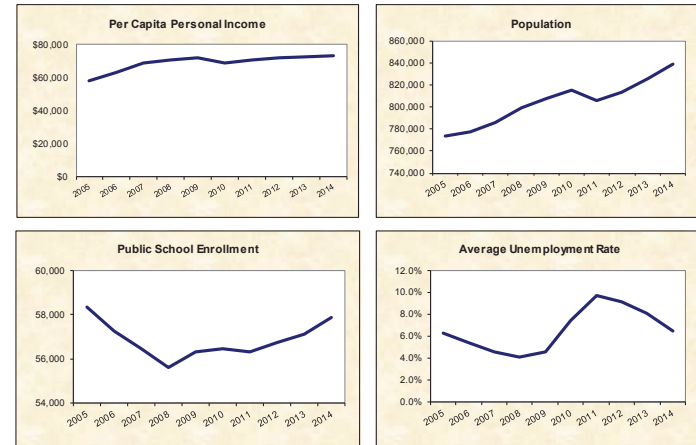 Per Capita Personal Income
$80,000
$60,000
$40,000
$20,000
$0
2005 2006 2007 2008 2009 2010 2011 2012 2013 2014
Population
860,000
840,000
820,000
800,000
780,000
760,000
740,000
2005 2006 2007 2008 2009 2010 2011 2012 2013 2014
Public School Enrollment
60,000
58,000
56,000
54,000
2005 2006 2007 2008 2009 2010 2011 2012 2013 2014
Average Unemployment Rate
12.0%
10.0%
8.0%
6.0%
4.0%
2.0%
0.0%
2005 2006 2007 2008 2009 2010 2011 2012 2013 2014